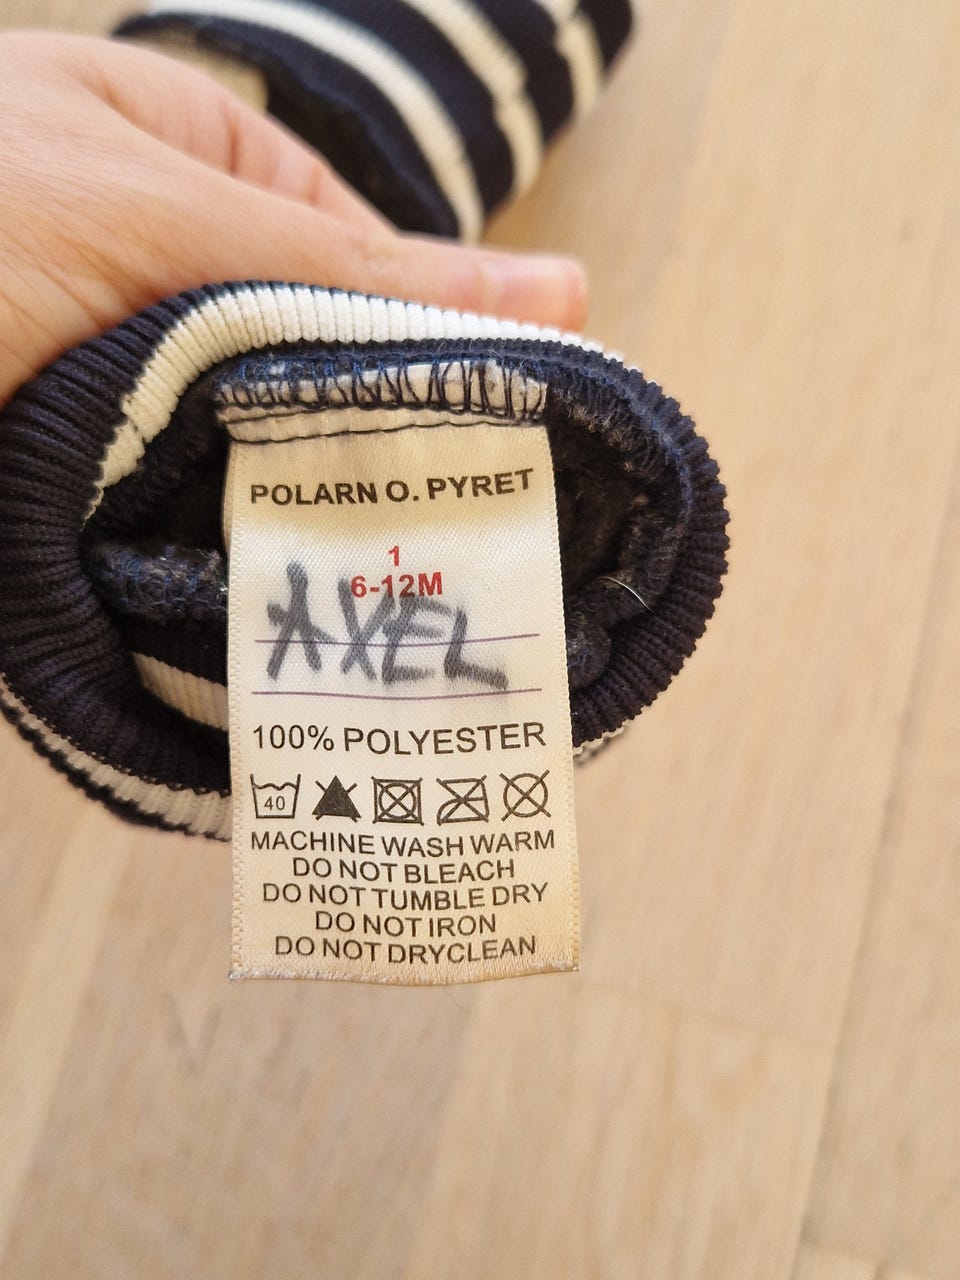 POLARN O. PYRET
1
6-12M
AXEL
100% POLYESTER
40
MACHINE WASH WARM
DO NOT BLEACH
DO NOT TUMBLE DRY
DO NOT IRON
DO NOT DRYCLEAN